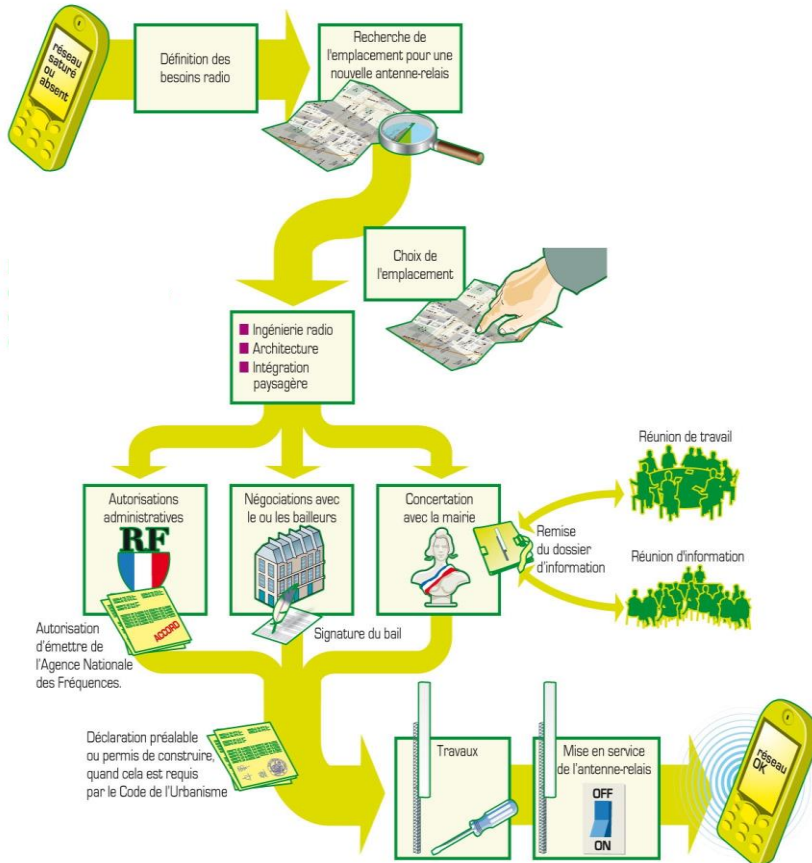 réseau
saturé
ou
absent
Définition des
besoins radio
Recherche de
l'emplacement pour une
nouvelle antenne-relais
Choix de
l'emplacement
Ingénierie radio
Architecture
Intégration
paysagère
Autorisations
administratives
RF
ACCORD
Autorisation
d'émettre de
l'Agence Nationale
des Fréquences.
Négociations avec
le ou les bailleurs
Signature du bail
Concertation
avec la mairie
Remise
du dossier
d'information
Réunion de travail
Réunion d'information
Déclaration préalable
ou permis de construire,
quand cela est requis
par le Code de l'Urbanisme
Travaux
Mise en service
de l'antenne-relais
OFF
ON
réseau
OK